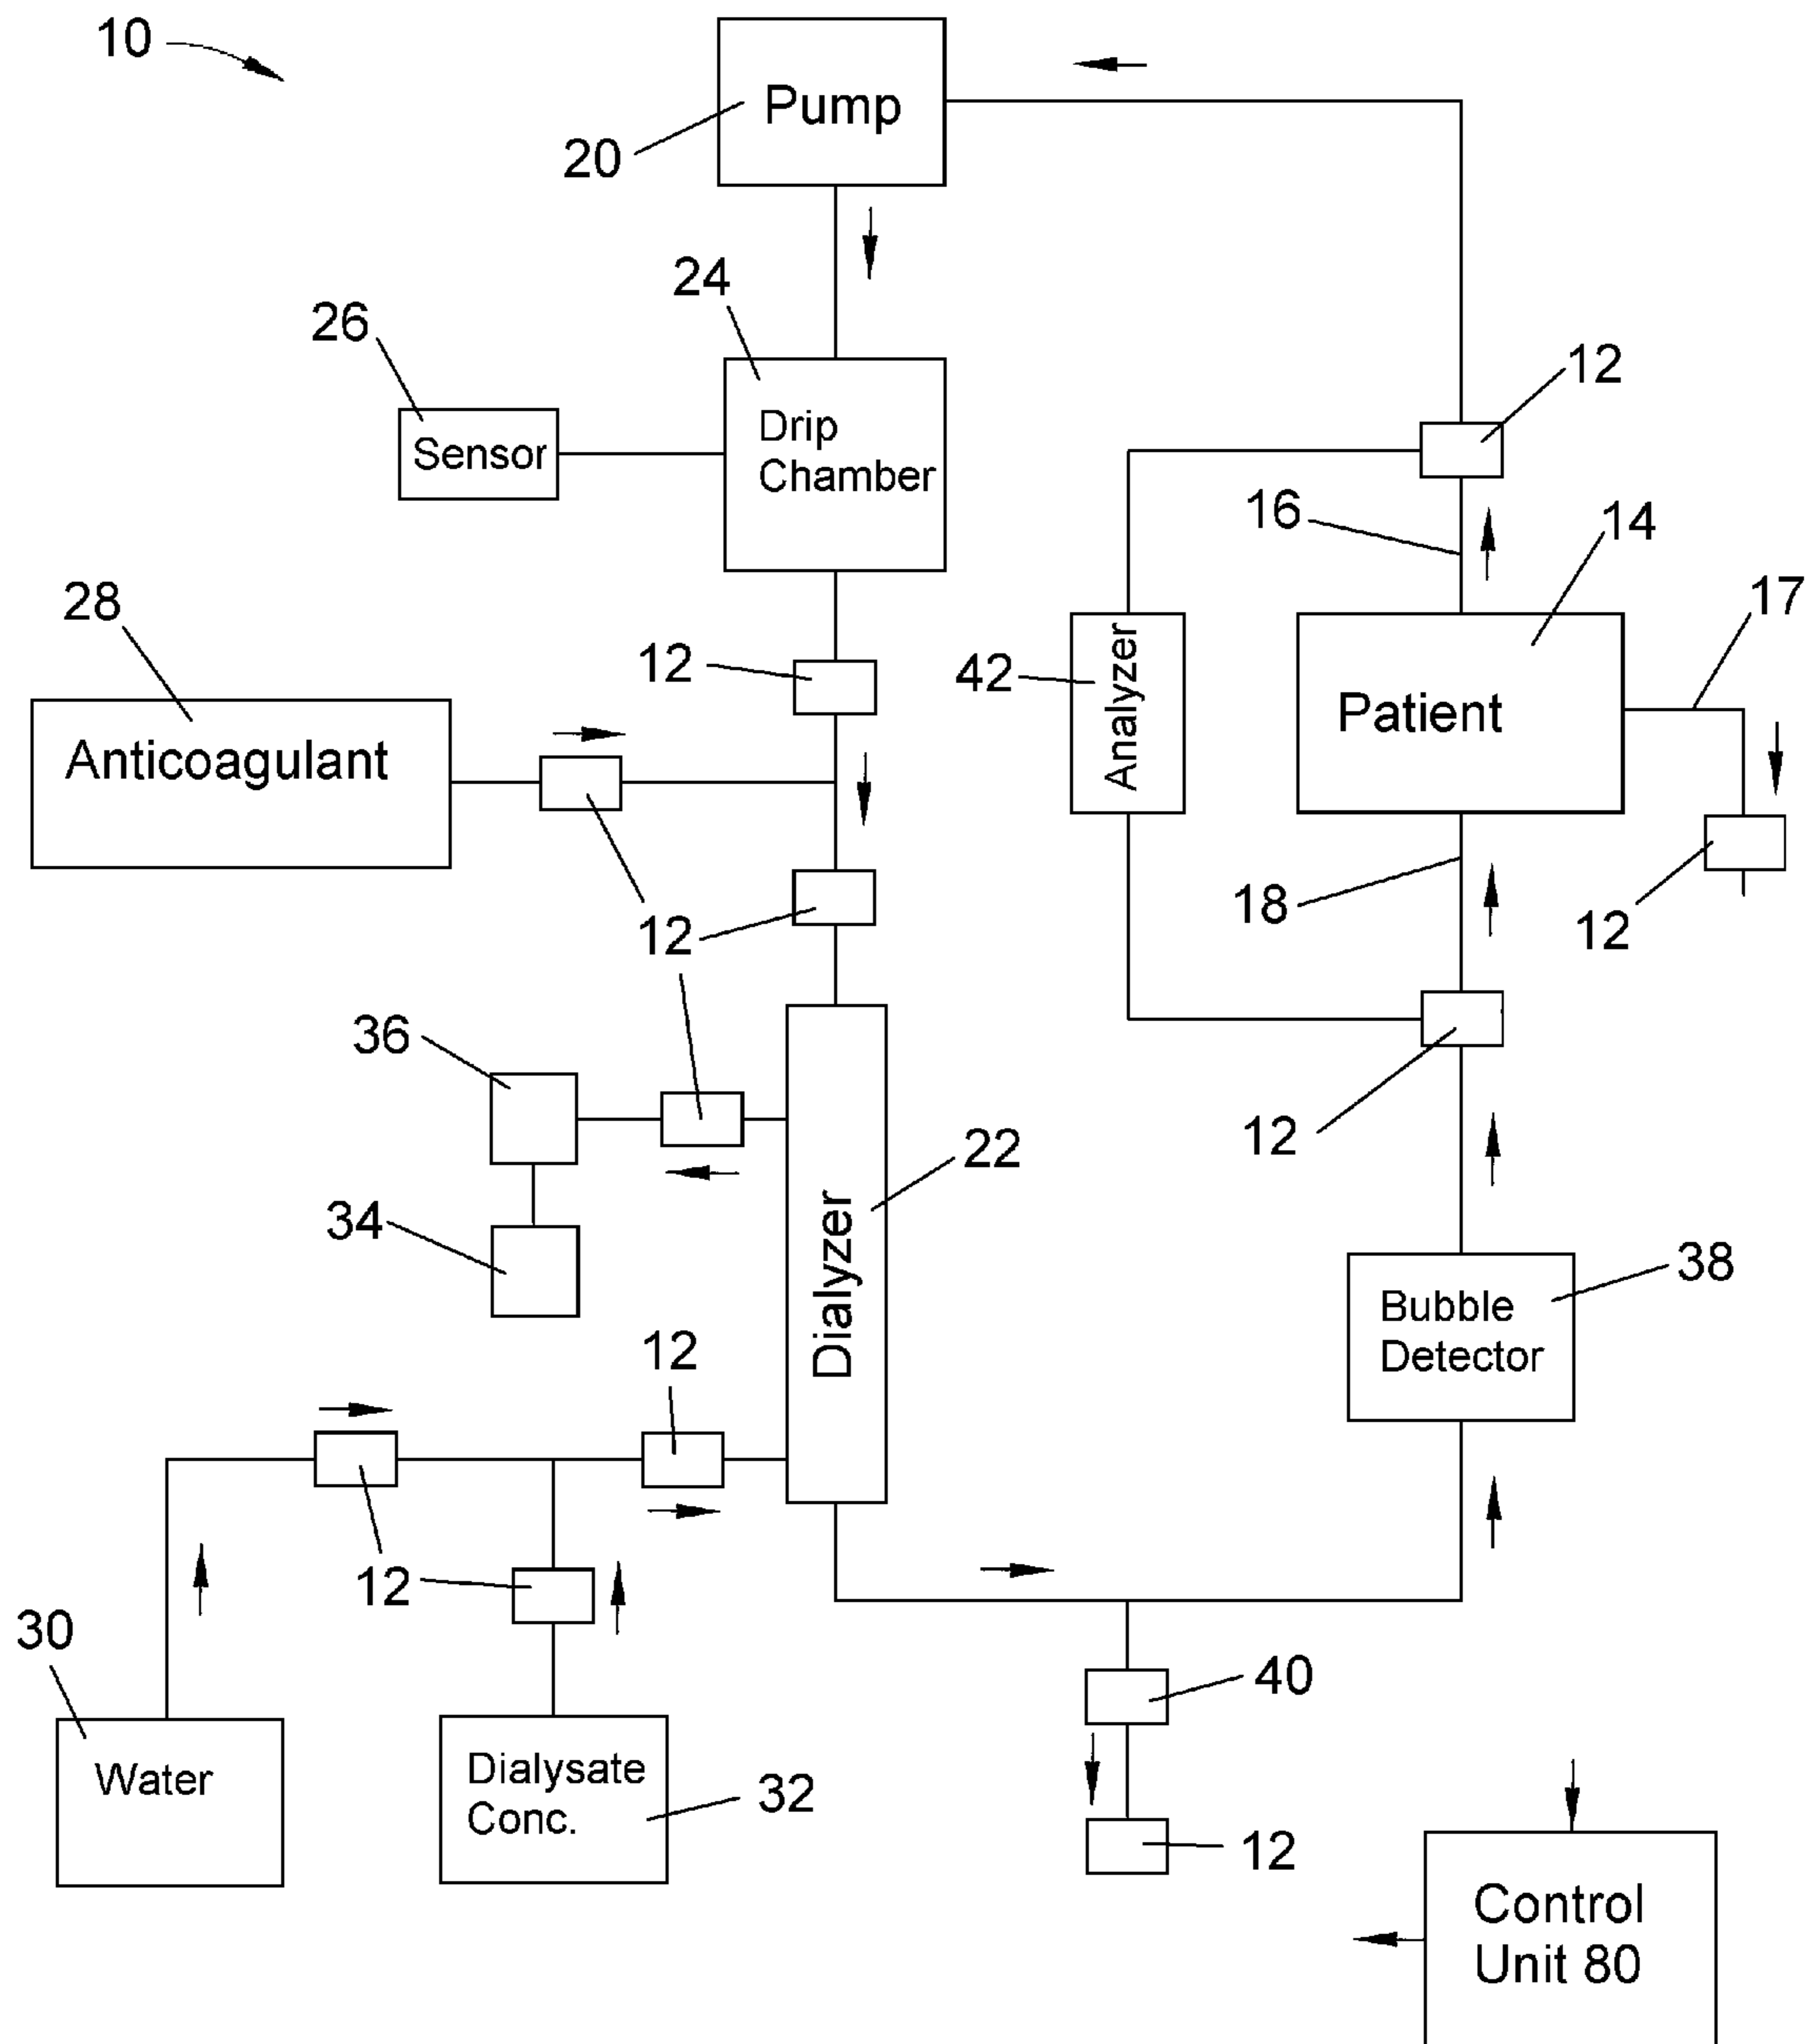 10
Pump
20
24
26
Sensor
Drip
Chamber
12
16
14
17
28
Anticoagulant
12
42
Analyzer
Patient
12
12
18
12
36
34
22
Dialyzer
12
38
Bubble
Detector
12
12
30
Water
Dialysate
Conc.
32
40
12
Control
Unit 80